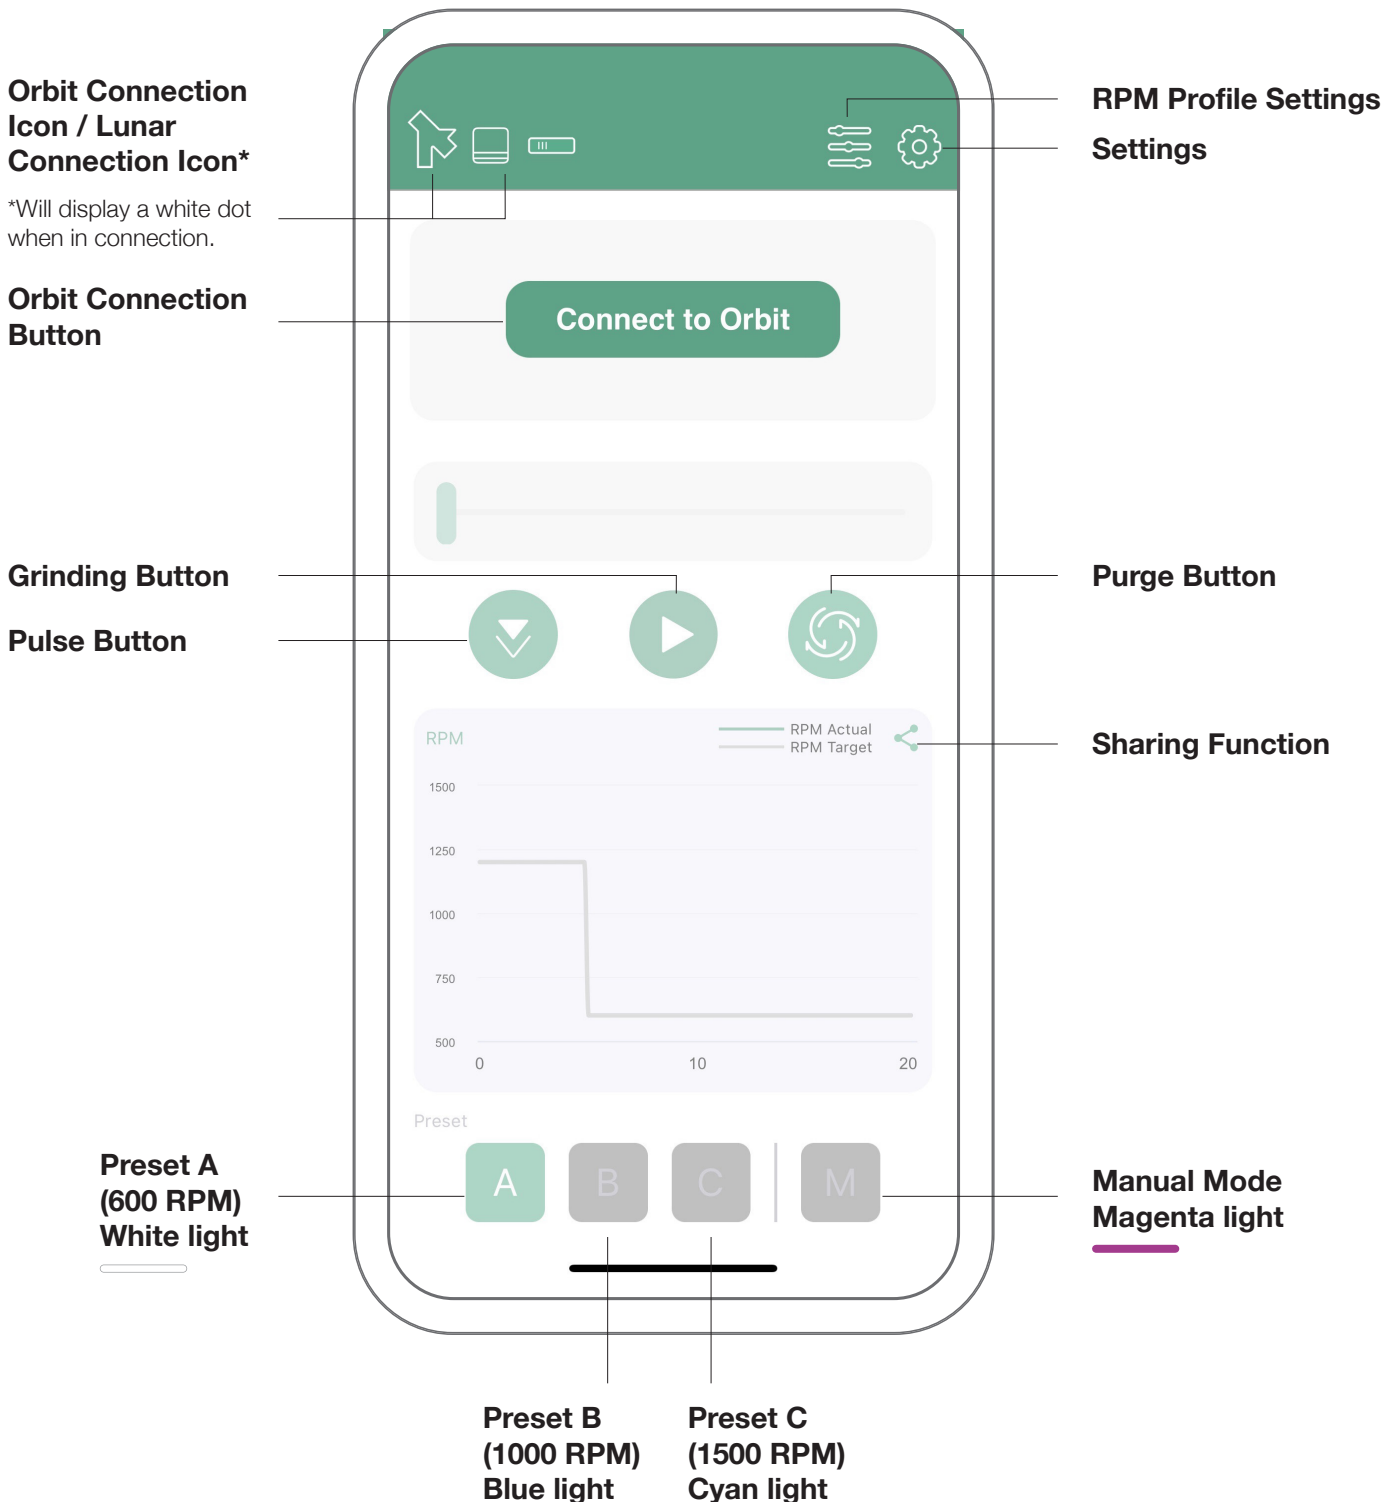 Orbit Connection
Icon / Lunar
Connection Icon*
*Will display a white dot
when in connection.
RPM Profile Settings
Settings
Orbit Connection
Button
Connect to Orbit
Grinding Button
Pulse Button
Purge Button
RPM
RPM Actual
RPM Target
Sharing Function
1500
1250
1000
750
500
0
10
20
Preset
A
B
C
M
Preset A
(600 RPM)
White light
Manual Mode
Magenta light
Preset B
(1000 RPM)
Blue light
Preset C
(1500 RPM)
Cyan light